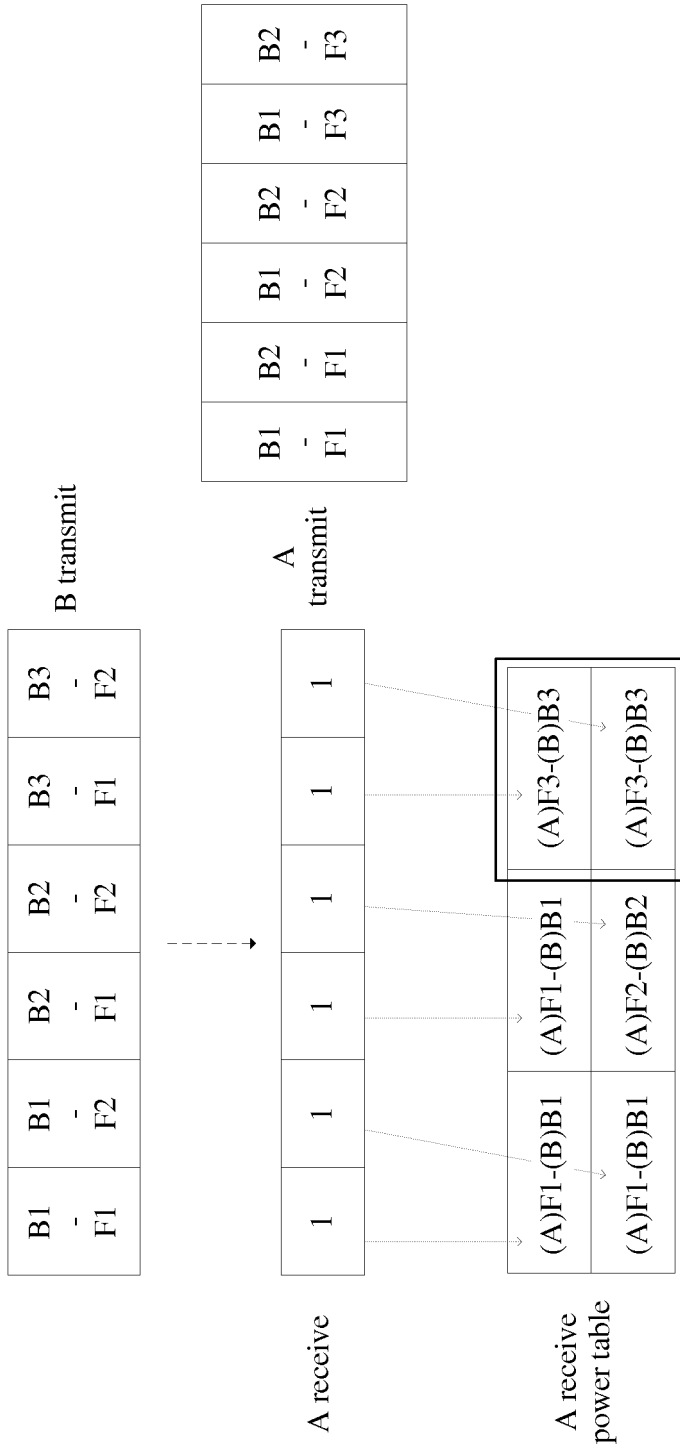 B1
-
F1
B1
-
F2
B2
-
F1
B2
-
F2
B3
-
F1
B3
-
F2
B transmit
A receive
1
1
1
1
1
1
A
transmit
B1
-
F1
B2
-
F1
B1
-
F2
B2
-
F2
B1
-
F3
B2
-
F3
A receive
power table
(A)F1-(B)B1
(A)F1-(B)B1
(A)F3-(B)B3
(A)F1-(B)B1
(A)F2-(B)B2
(A)F3-(B)B3